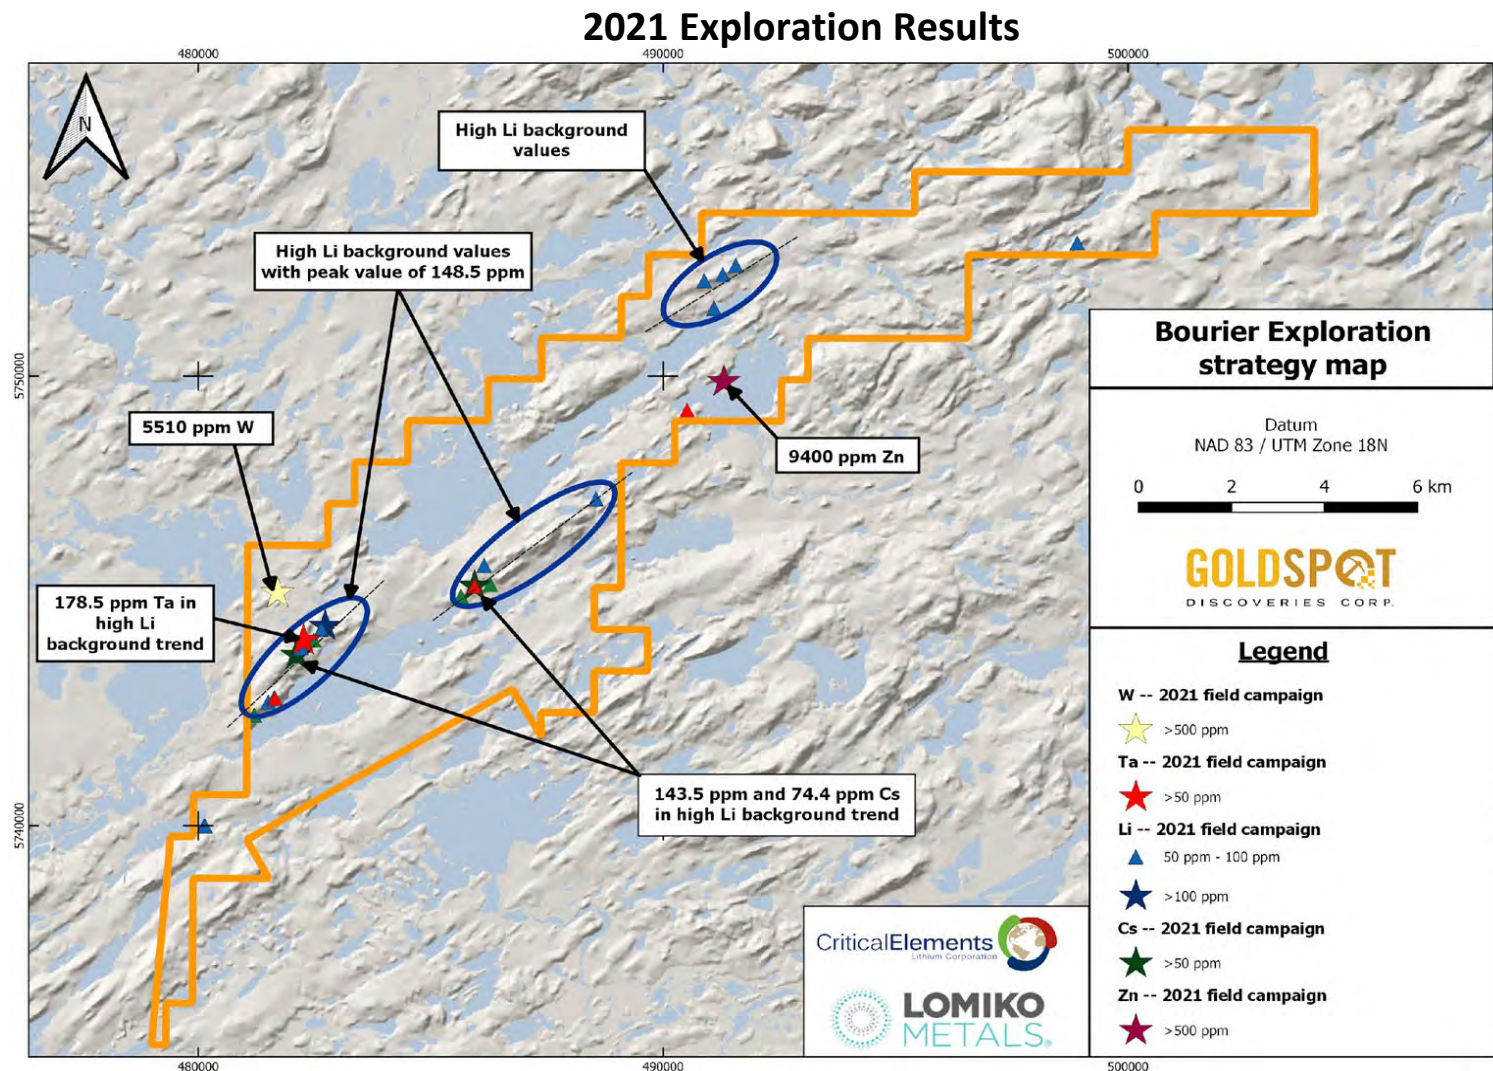 2021 Exploration Results
480000
490000
500000
N
High Li background
values
High Li background values
with peak value of 148.5 ppm
5750000
5510 ppm W
9400 ppm Zn
178.5 ppm Ta in
high Li
background trend
143.5 ppm and 74.4 ppm Cs
in high Li background trend
5740000
Bourier Exploration
strategy map
Datum
NAD 83 / UTM Zone 18N
0 2 4 6 km
GOLDSPOT
DISCOVERIES CORP.
Legend
W -- 2021 field campaign
>500 ppm
Ta -- 2021 field campaign
>50 ppm
Li -- 2021 field campaign
50 ppm - 100 ppm
>100 ppm
Cs -- 2021 field campaign
>50 ppm
Zn -- 2021 field campaign
>500 ppm
CriticalElements
Lithium Corporation
LOMIKO
METALS®
480000
490000
500000